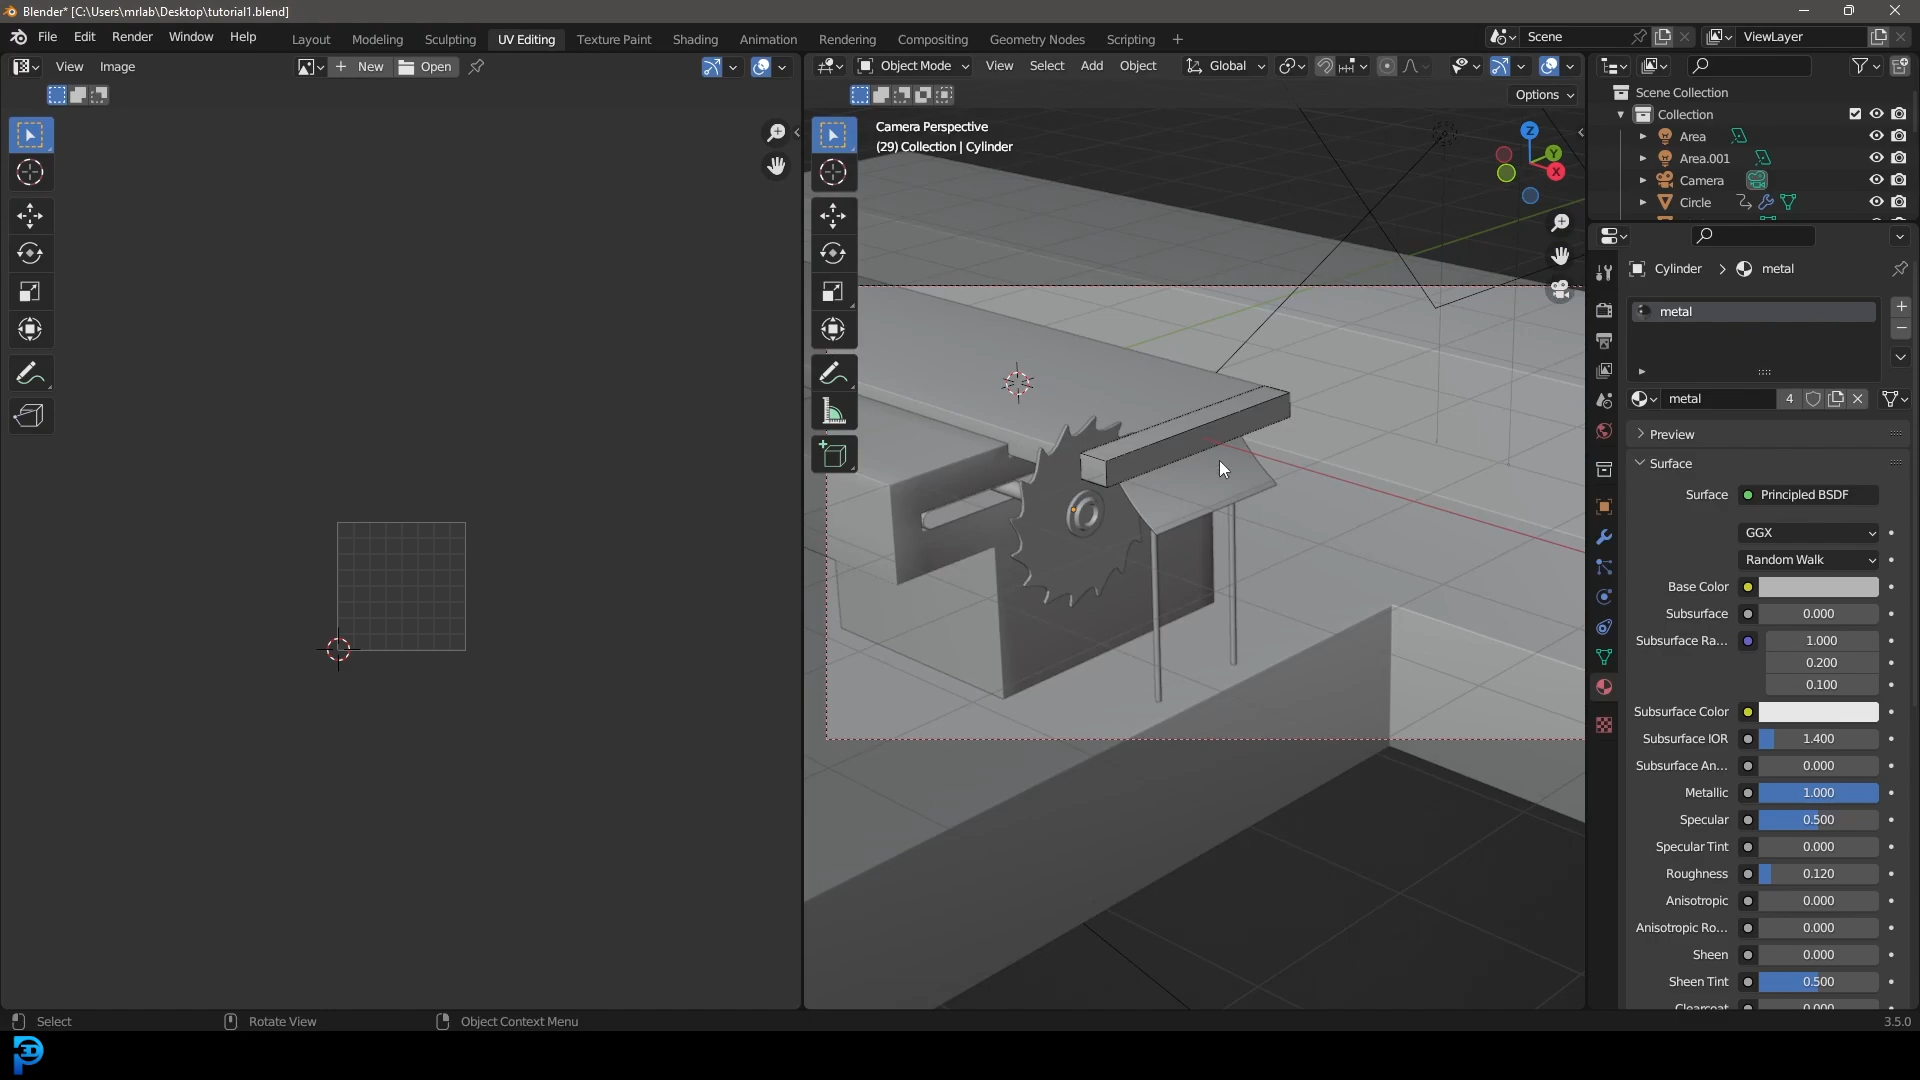 Blender* [C:\Users\mrlab\Desktop\tutorial1.blend]
File Edit Render Window Help Layout Modeling Sculpting UV Editing Texture Paint Shading Animation Rendering Compositing Geometry Nodes Scripting + Scene ViewLayer
View Image + New Open Object Mode View Select Add Object Global
Options
Scene Collection
Collection
Area
Area.001
Camera
Circle
Camera Perspective
(29) Collection | Cylinder
Z
Y
X
Cylinder > metal
metal
metal 4
Preview
Surface
Surface Principled BSDF
GGX
Random Walk
Base Color
Subsurface 0.000
Subsurface Ra... 1.000
0.200
0.100
Subsurface Color
Subsurface IOR 1.400
Subsurface An... 0.000
Metallic 1.000
Specular 0.500
Specular Tint 0.000
Roughness 0.120
Anisotropic 0.000
Anisotropic Ro... 0.000
Sheen 0.000
Sheen Tint 0.500
Clearcoat 0.000
Select Rotate View Object Context Menu 3.5.0